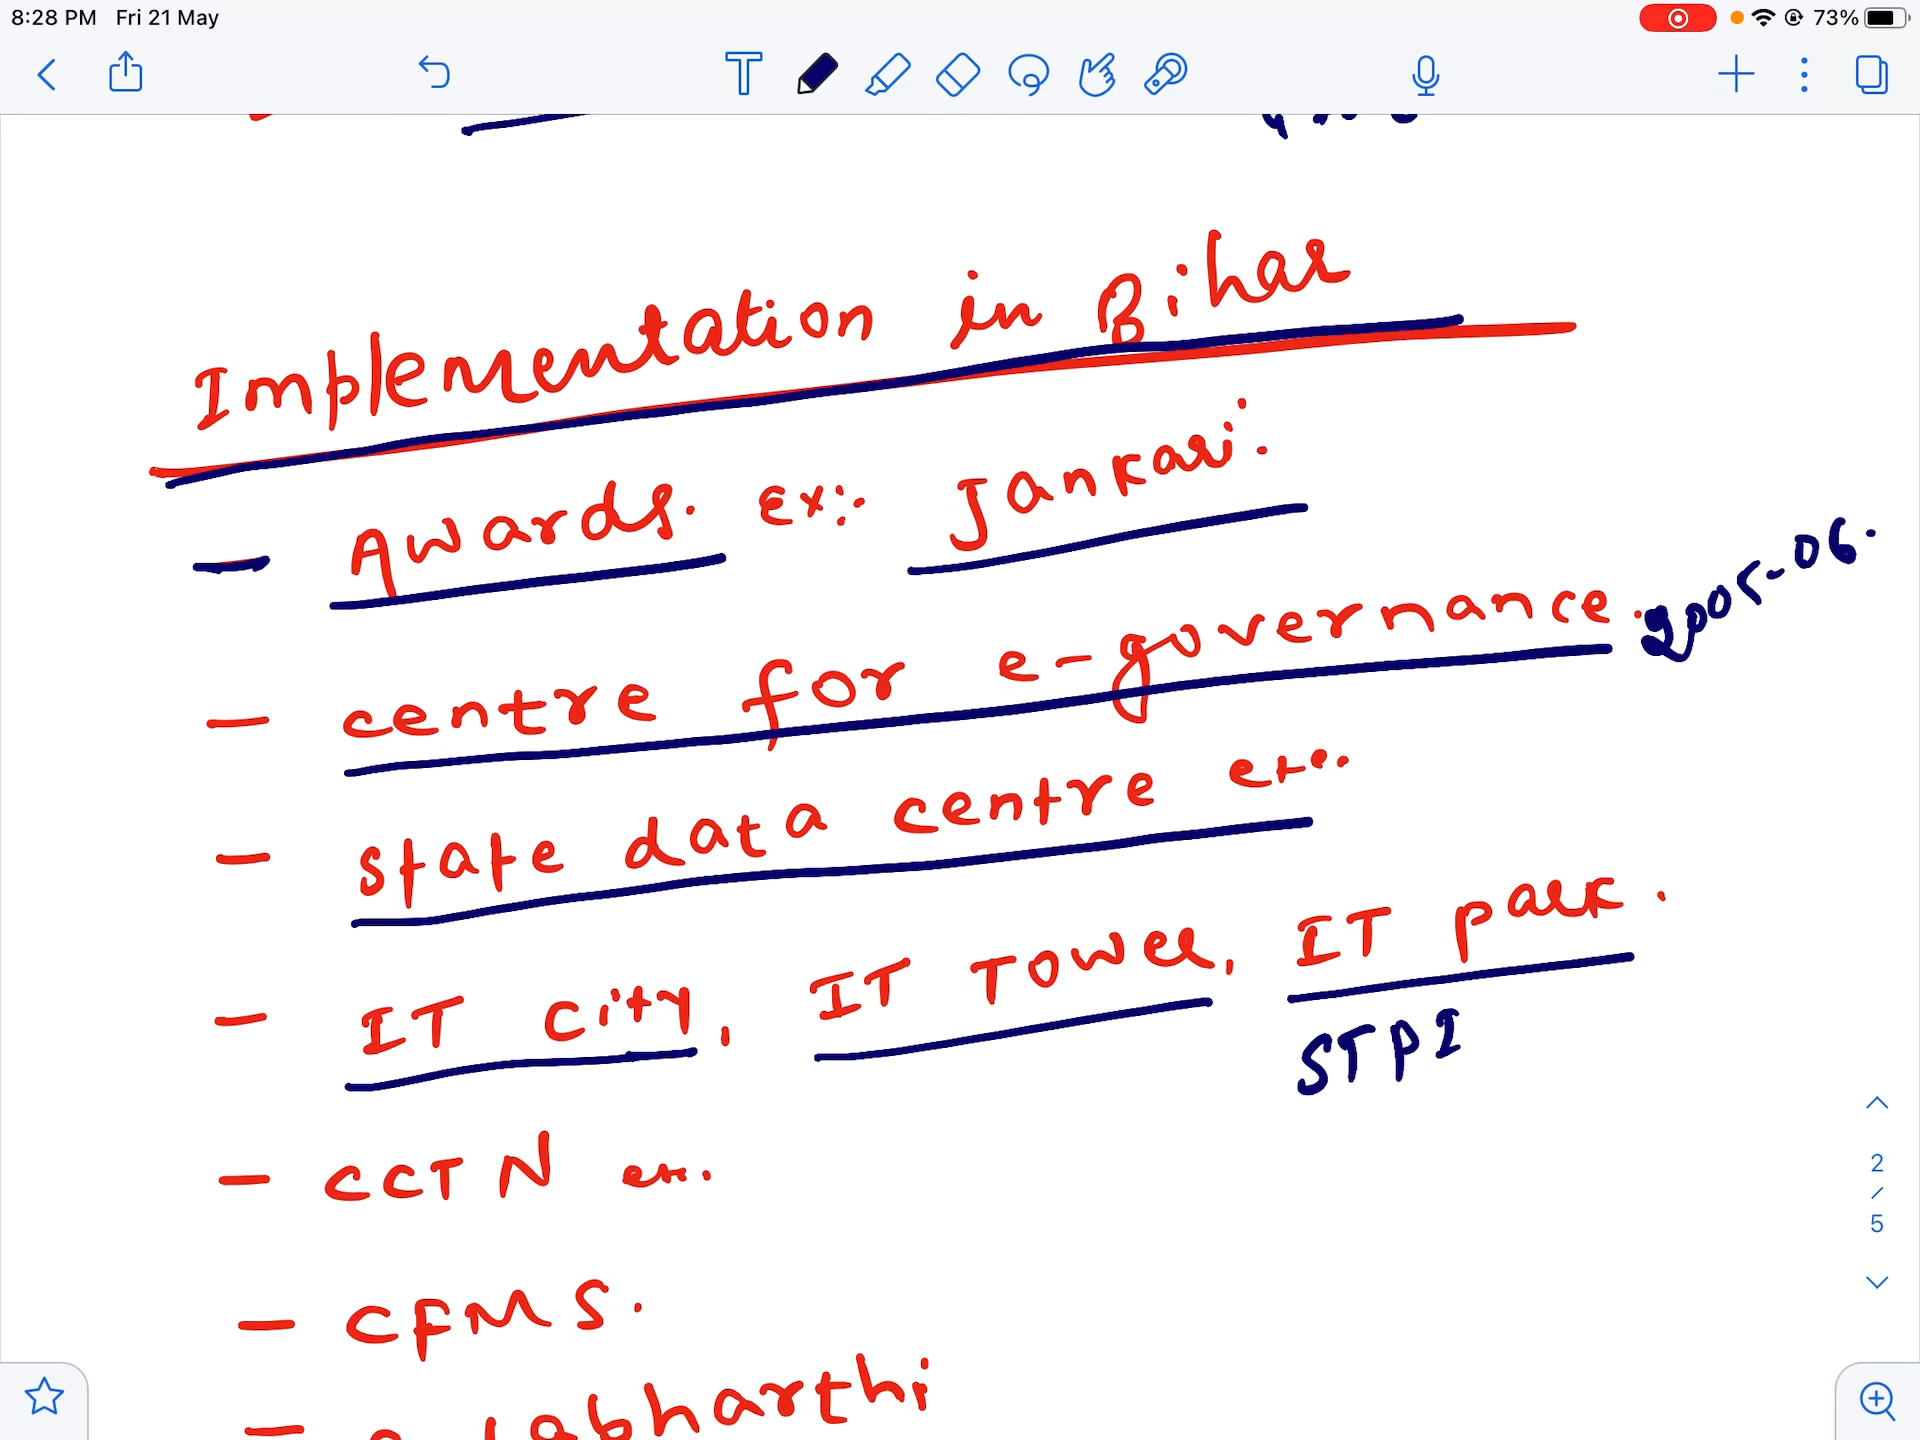 8:28 PM Fri 21 May 73%
Implementation in Bihar
- Awards. Ex:- Jankari.
- centre for e-governance. 2005-06.
- state data centre etc.
- IT city, IT Tower, IT park.
STPI
- CCTN etc.
- CFMS.
- e labharthi
2
/
5